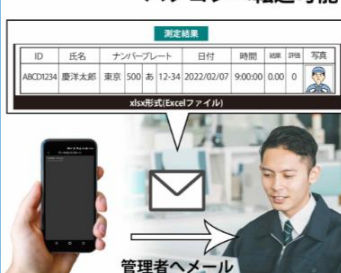 測定結果
ID 氏名 ナンバープレート 日付 時間 結果 評価 写真
ABCD1234 慶洋太郎 東京 500 あ 12-34 2022/02/07 9:00:00 0.00 0
xlsx形式(Excelファイル)
管理者へメール